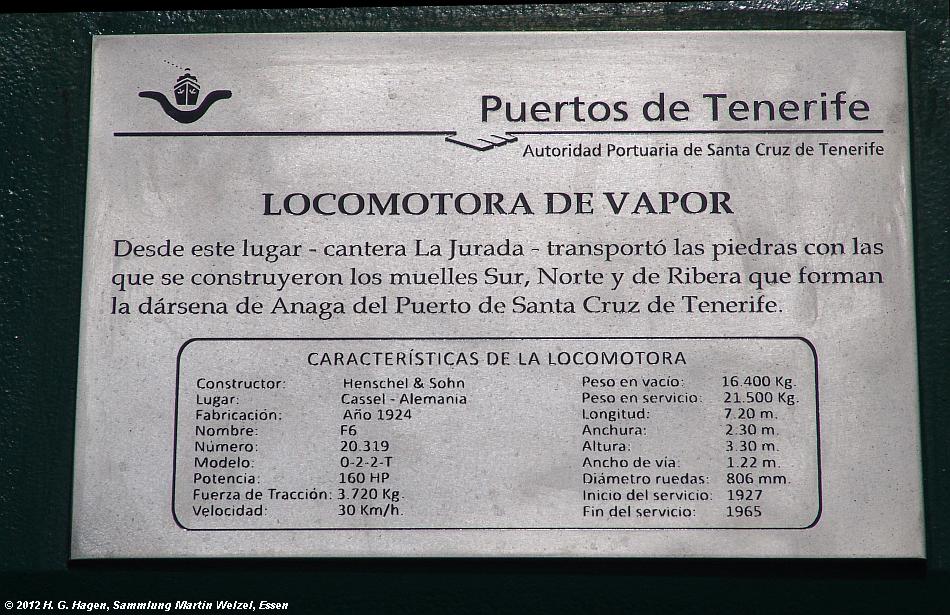 Puertos de Tenerife
Autoridad Portuaria de Santa Cruz de Tenerife
LOCOMOTORA DE VAPOR
Desde este lugar - cantera La Jurada - transportó las piedras con las
que se construyeron los muelles Sur, Norte y de Ribera que forman
la dársena de Anaga del Puerto de Santa Cruz de Tenerife.
CARACTERÍSTICAS DE LA LOCOMOTORA
Constructor: Henschel & Sohn
Lugar: Cassel - Alemania
Fabricación: Año 1924
Nombre: F6
Número: 20.319
Modelo: 0-2-2-T
Potencia: 160 HP
Fuerza de Tracción: 3.720 Kg.
Velocidad: 30 Km/h.
Peso en vacío: 16.400 Kg.
Peso en servicio: 21.500 Kg.
Longitud: 7.20 m.
Anchura: 2.30 m.
Altura: 3.30 m.
Ancho de vía: 1.22 m.
Diámetro ruedas: 806 mm.
Inicio del servicio: 1927
Fin del servicio: 1965
© 2012 H. G. Hagen, Sammlung Martin Welzel, Essen